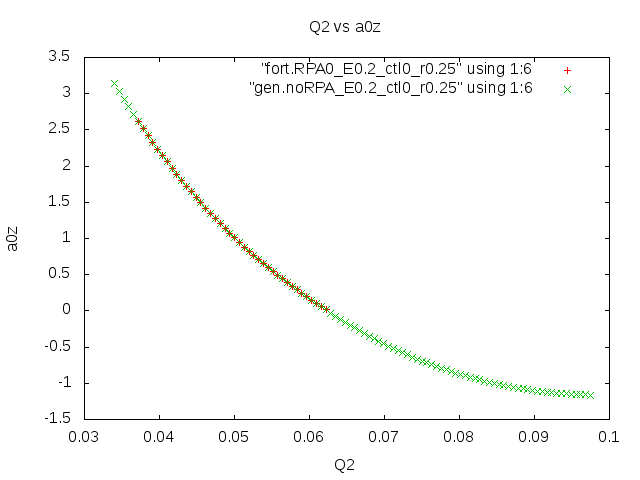 Q2 vs a0z
"fort.RPA0_E0.2_ctl0_r0.25" using 1:6
"gen.noRPA_E0.2_ctl0_r0.25" using 1:6
a0z
3.5
3
2.5
2
1.5
1
0.5
0
-0.5
-1
-1.5
0.03 0.04 0.05 0.06 0.07 0.08 0.09 0.1
Q2